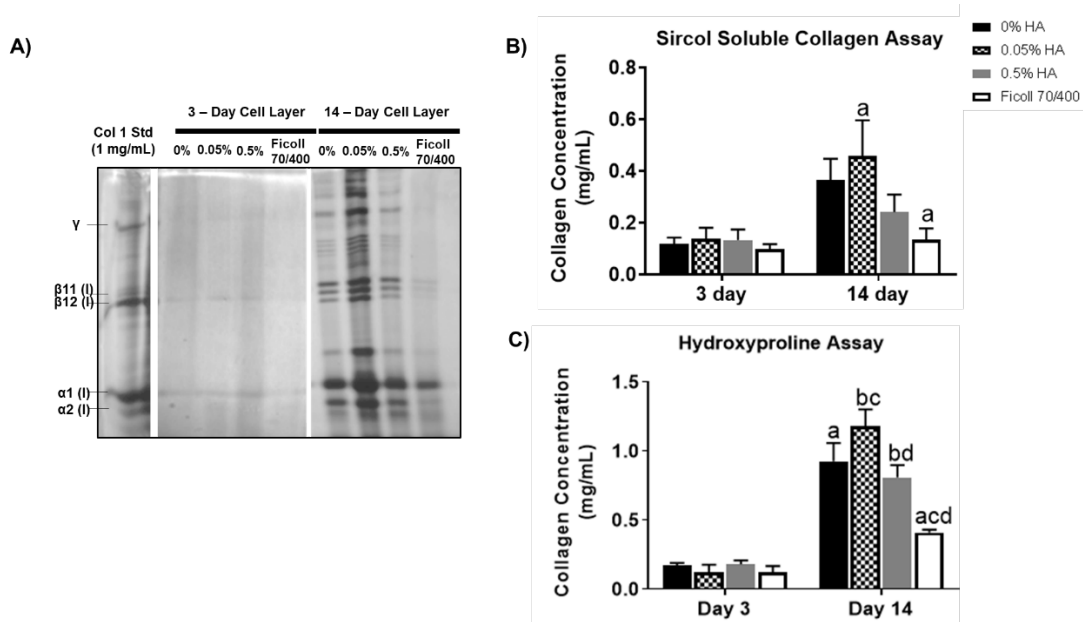 A)
3 – Day Cell Layer 14 – Day Cell Layer
Col 1 Std
(1 mg/mL)
0% 0.05% 0.5% Ficoll
70/400
0% 0.05% 0.5% Ficoll
70/400
γ
β11 (I)
β12 (I)
α1 (I)
α2 (I)
B)
Sircol Soluble Collagen Assay
0% HA
0.05% HA
0.5% HA
Ficoll 70/400
Collagen Concentration
(mg/mL)
0.8
0.6
0.4
0.2
0.0
a
a
3 day 14 day
C)
Hydroxyproline Assay
Collagen Concentration
(mg/mL)
1.5
1.0
0.5
0.0
a
bc
bd
acd
Day 3 Day 14